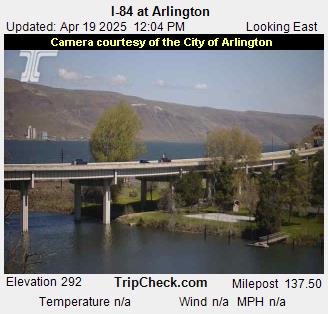 I-84 at Arlington
Updated: Apr 19 2025 12:04 PM Looking East
Camera courtesy of the City of Arlington
Elevation 292 TripCheck.com Milepost 137.50
Temperature n/a Wind n/a MPH n/a